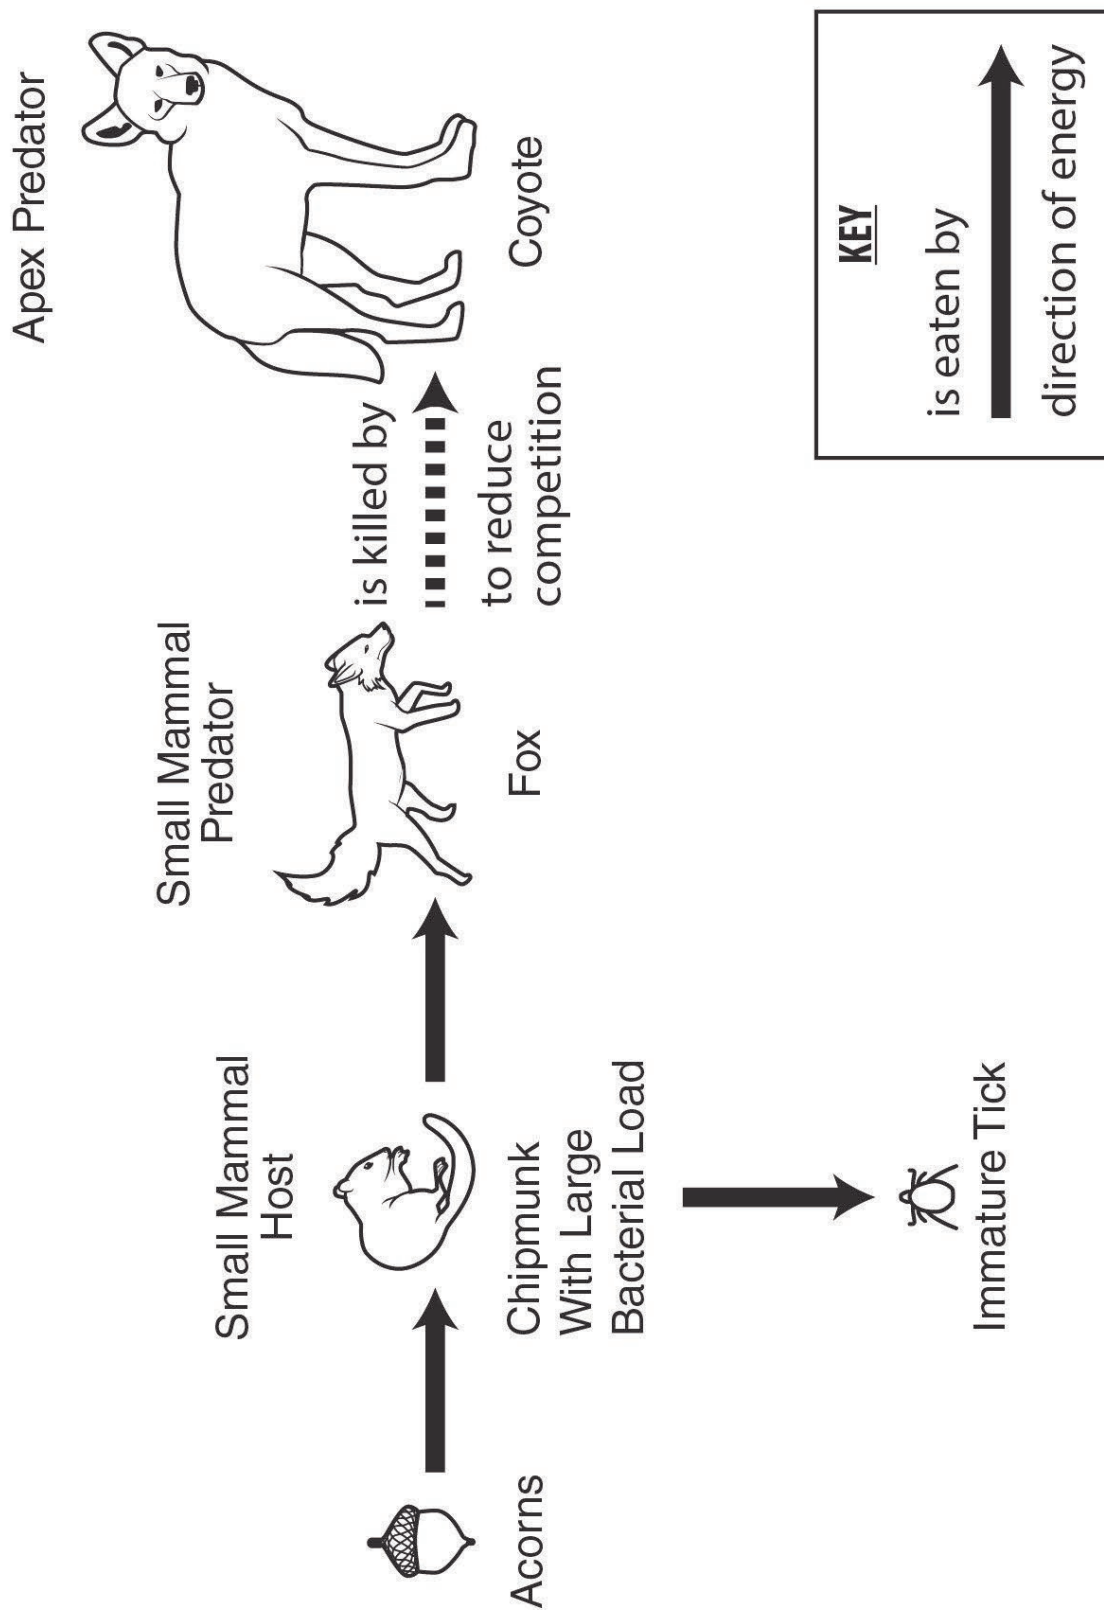 Apex Predator
Small Mammal
Predator
Small Mammal
Host
is killed by
to reduce
competition
Acorns
Chipmunk
With Large
Bacterial Load
Fox
Coyote
Immature Tick
KEY
is eaten by
direction of energy